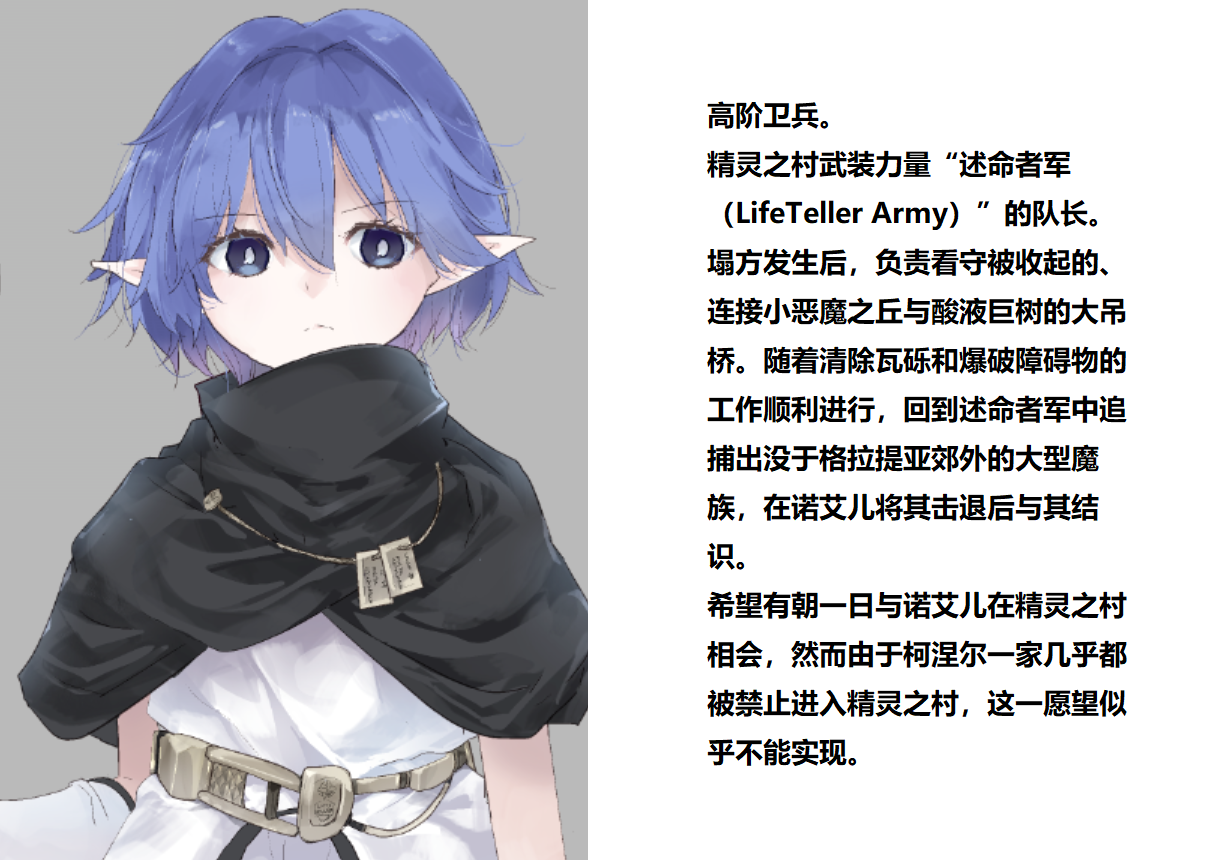 高阶卫兵。
精灵之村武装力量“述命者军
（LifeTeller Army）”的队长。
塌方发生后，负责看守被收起的、
连接小恶魔之丘与酸液巨树的大吊
桥。随着清除瓦砾和爆破障碍物的
工作顺利进行，回到述命者军中追
捕出没于格拉提亚郊外的大型魔
族，在诺艾儿将其击退后与其结
识。
希望有朝一日与诺艾儿在精灵之村
相会，然而由于柯涅尔一家几乎都
被禁止进入精灵之村，这一愿望似
乎不能实现。